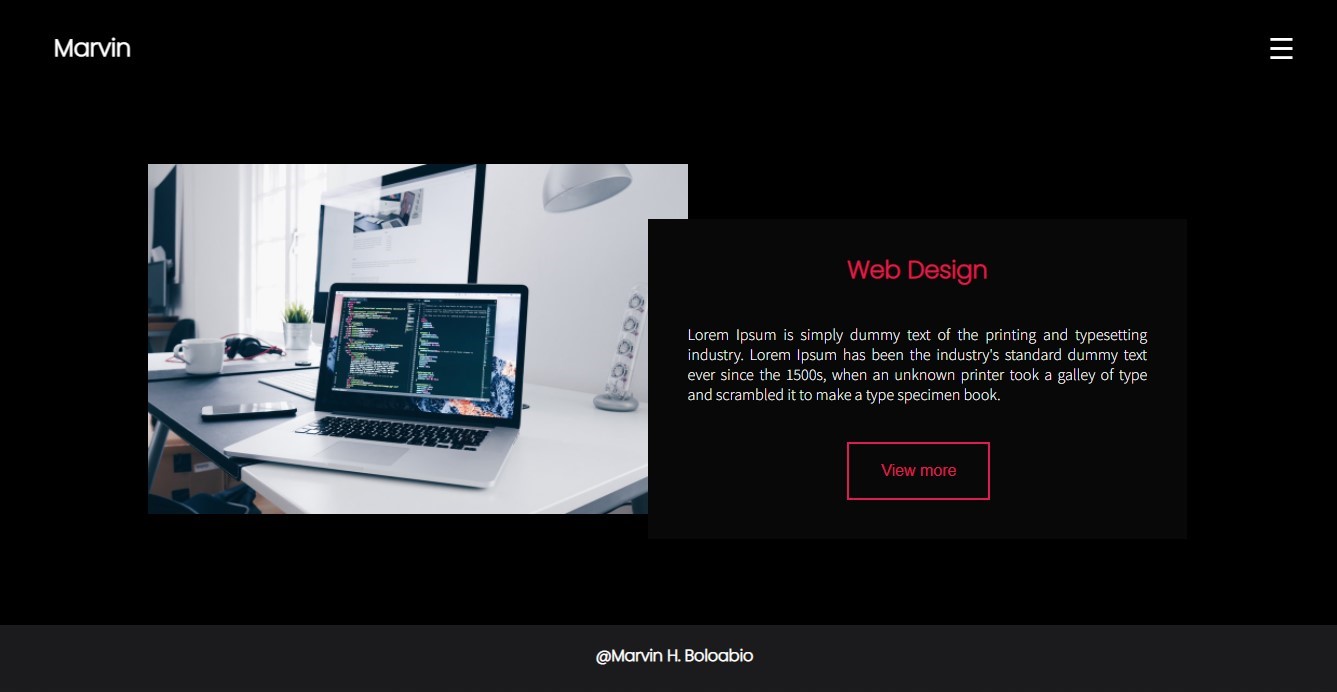 Marvin
Web Design
Lorem Ipsum is simply dummy text of the printing and typesetting
industry. Lorem Ipsum has been the industry's standard dummy text
ever since the 1500s, when an unknown printer took a galley of type
and scrambled it to make a type specimen book.
View more
@Marvin H. Boloabio